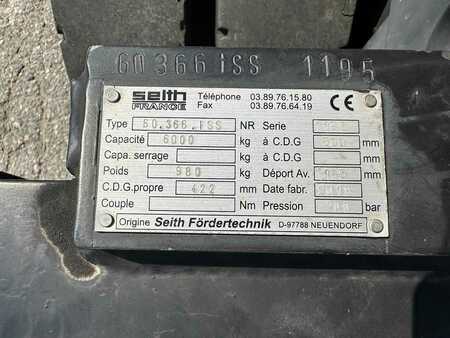 60 366 ISS 1195
Seith Téléphone 03.89.76.15.80
FRANCE Fax 03.89.76.64.19
CE
Type 60.366.ISS NR Serie
Capacité 6000 kg à C.D.G mm
Capa. serrage kg à C.D.G mm
Poids 980 kg Déport Av. mm
C.D.G.propre 422 mm Date fabr.
Couple Nm Pression bar
Origine Seith Fördertechnik D-97788 NEUENDORF